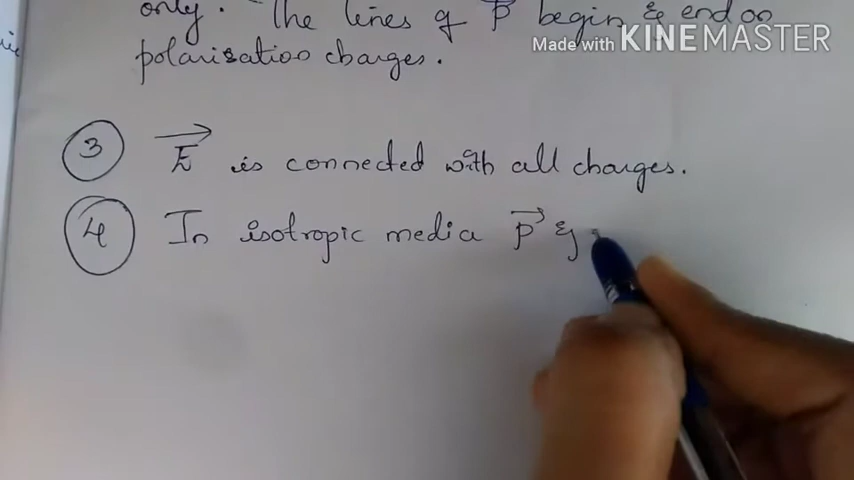 only. The lines of P begin & end on
Made with KINEMASTER
polarisation charges.
3 E is connected with all charges.
4 In isotropic media P &